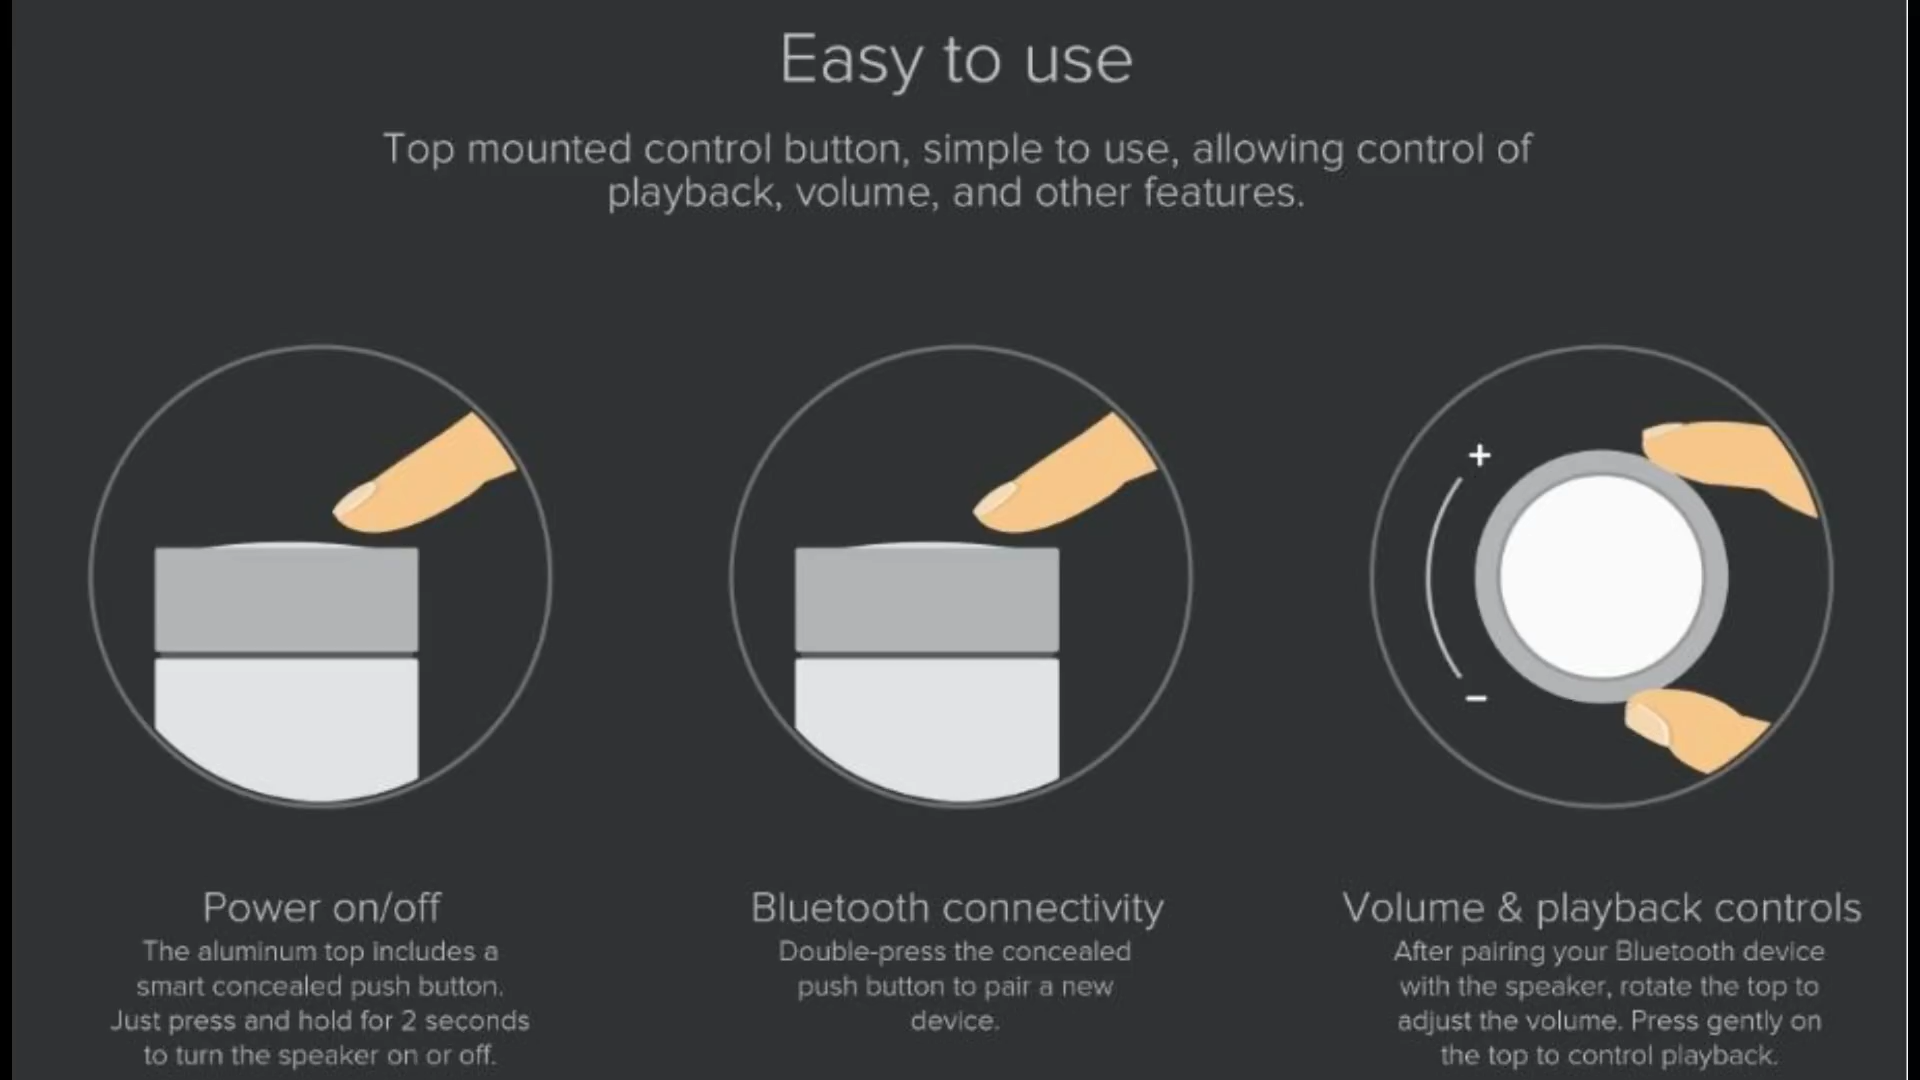 Easy to use
Top mounted control button, simple to use, allowing control of
playback, volume, and other features.
+
-
Power on/off
The aluminum top includes a
smart concealed push button.
Just press and hold for 2 seconds
to turn the speaker on or off.
Bluetooth connectivity
Double-press the concealed
push button to pair a new
device.
Volume & playback controls
After pairing your Bluetooth device
with the speaker, rotate the top to
adjust the volume. Press gently on
the top to control playback.